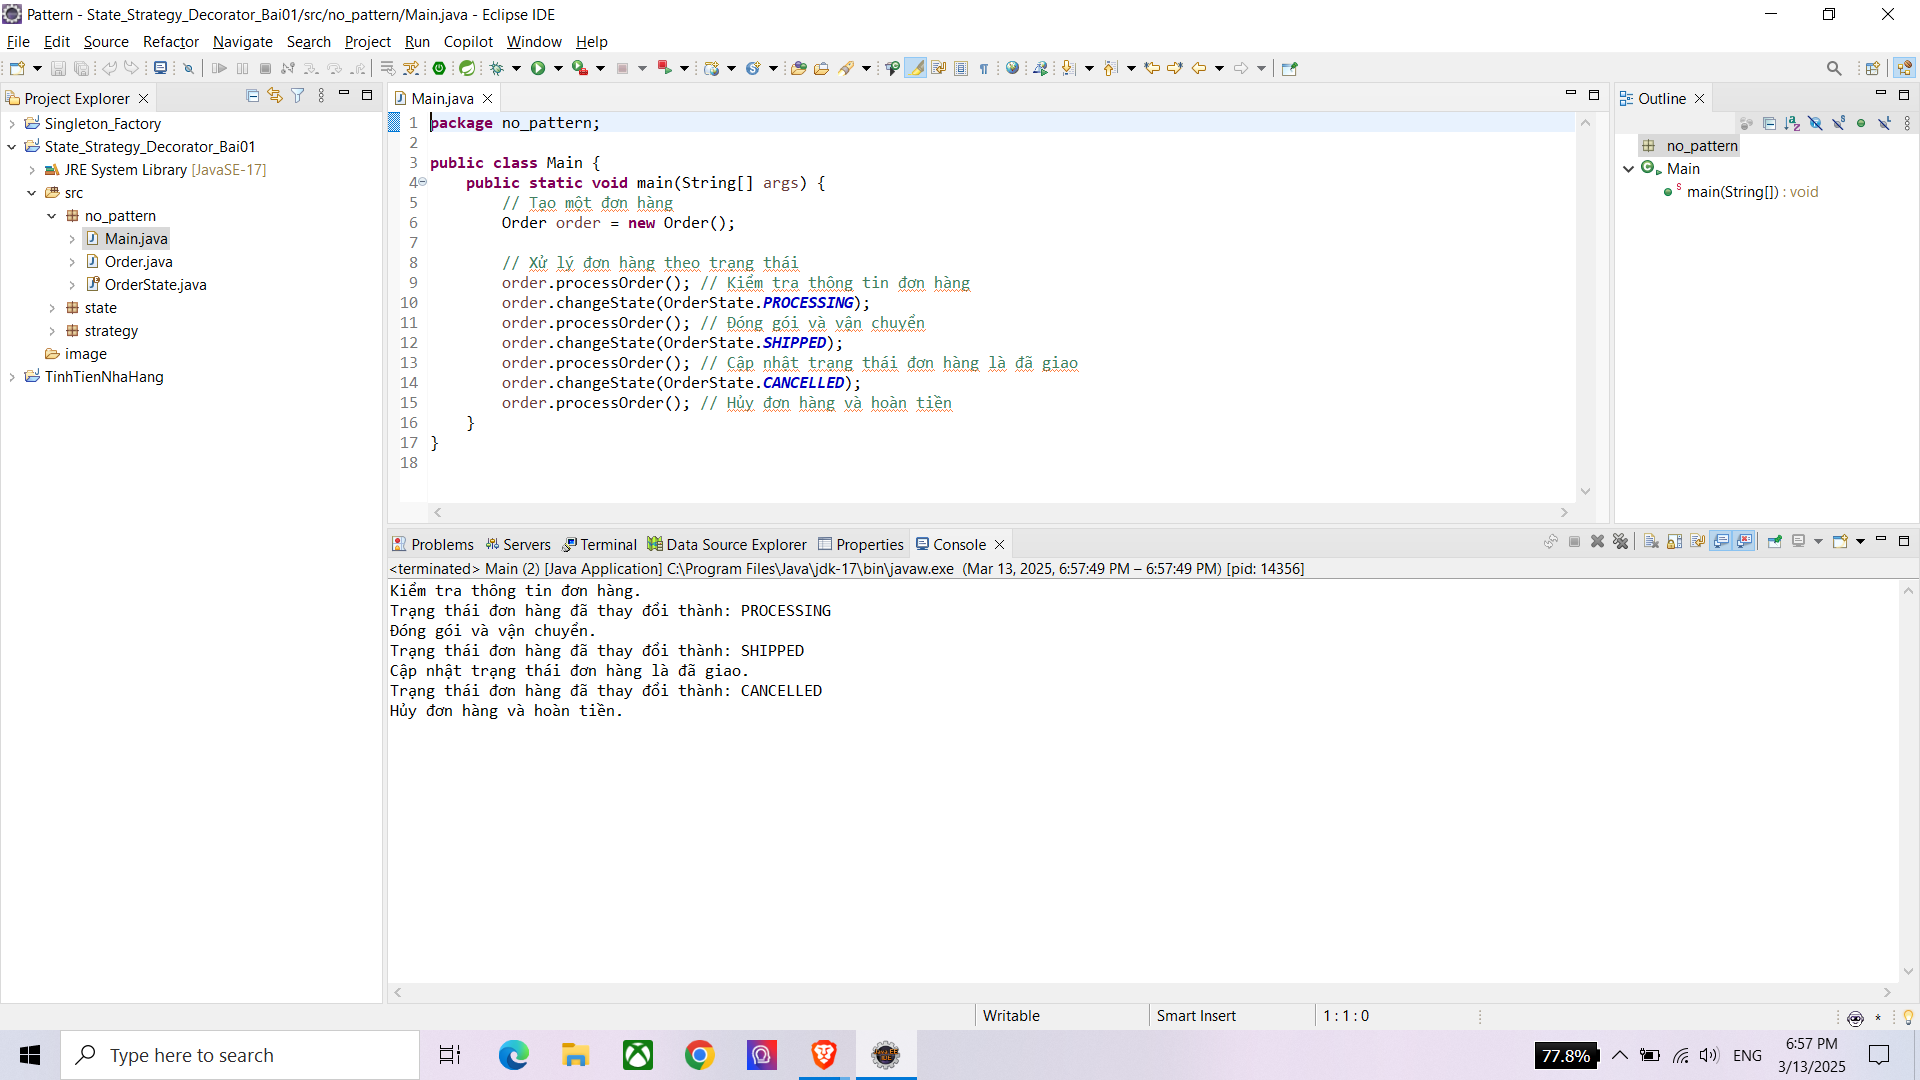 Pattern - State_Strategy_Decorator_Bai01/src/no_pattern/Main.java - Eclipse IDE
File Edit Source Refactor Navigate Search Project Run Copilot Window Help
Project Explorer
Singleton_Factory
State_Strategy_Decorator_Bai01
JRE System Library [JavaSE-17]
src
no_pattern
Main.java
Order.java
OrderState.java
state
strategy
image
TinhTienNhaHang
Main.java
1 package no_pattern;
2
3 public class Main {
4 public static void main(String[] args) {
5 // Tạo một đơn hàng
6 Order order = new Order();
7
8 // Xử lý đơn hàng theo trạng thái
9 order.processOrder(); // Kiểm tra thông tin đơn hàng
10 order.changeState(OrderState.PROCESSING);
11 order.processOrder(); // Đóng gói và vận chuyển
12 order.changeState(OrderState.SHIPPED);
13 order.processOrder(); // Cập nhật trạng thái đơn hàng là đã giao
14 order.changeState(OrderState.CANCELLED);
15 order.processOrder(); // Hủy đơn hàng và hoàn tiền
16 }
17 }
18
Outline
no_pattern
Main
main(String[]) : void
Problems Servers Terminal Data Source Explorer Properties Console
<terminated> Main (2) [Java Application] C:\Program Files\Java\jdk-17\bin\javaw.exe (Mar 13, 2025, 6:57:49 PM – 6:57:49 PM) [pid: 14356]
Kiểm tra thông tin đơn hàng.
Trạng thái đơn hàng đã thay đổi thành: PROCESSING
Đóng gói và vận chuyển.
Trạng thái đơn hàng đã thay đổi thành: SHIPPED
Cập nhật trạng thái đơn hàng là đã giao.
Trạng thái đơn hàng đã thay đổi thành: CANCELLED
Hủy đơn hàng và hoàn tiền.
Writable Smart Insert 1 : 1 : 0
Type here to search
77.8%
ENG
6:57 PM
3/13/2025